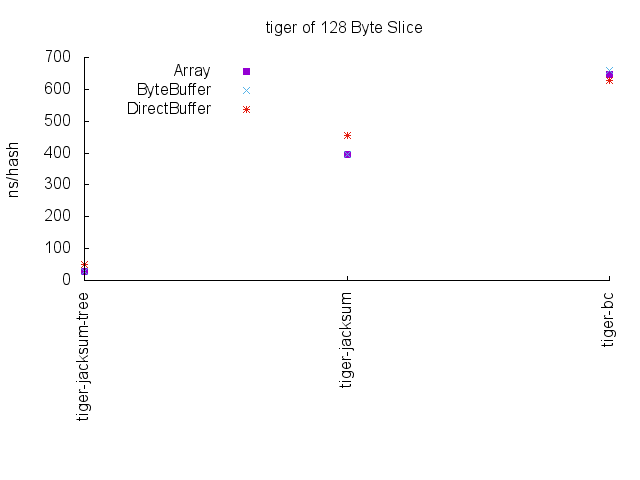 tiger of 128 Byte Slice
700
600
500
400
300
200
100
0
ns/hash
Array
ByteBuffer
DirectBuffer
tiger-jacksum-tree
tiger-jacksum
tiger-bc